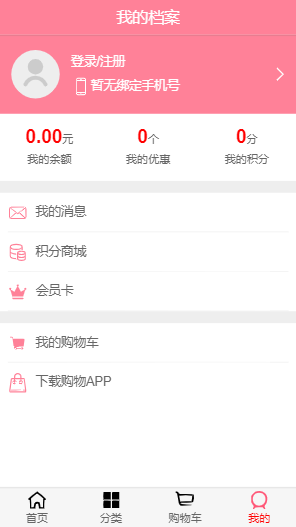 我的档案
登录/注册
暂无绑定手机号
0.00元 0个 0分
我的余额 我的优惠 我的积分
我的消息
积分商城
会员卡
我的购物车
下载购物APP
首页 分类 购物车 我的